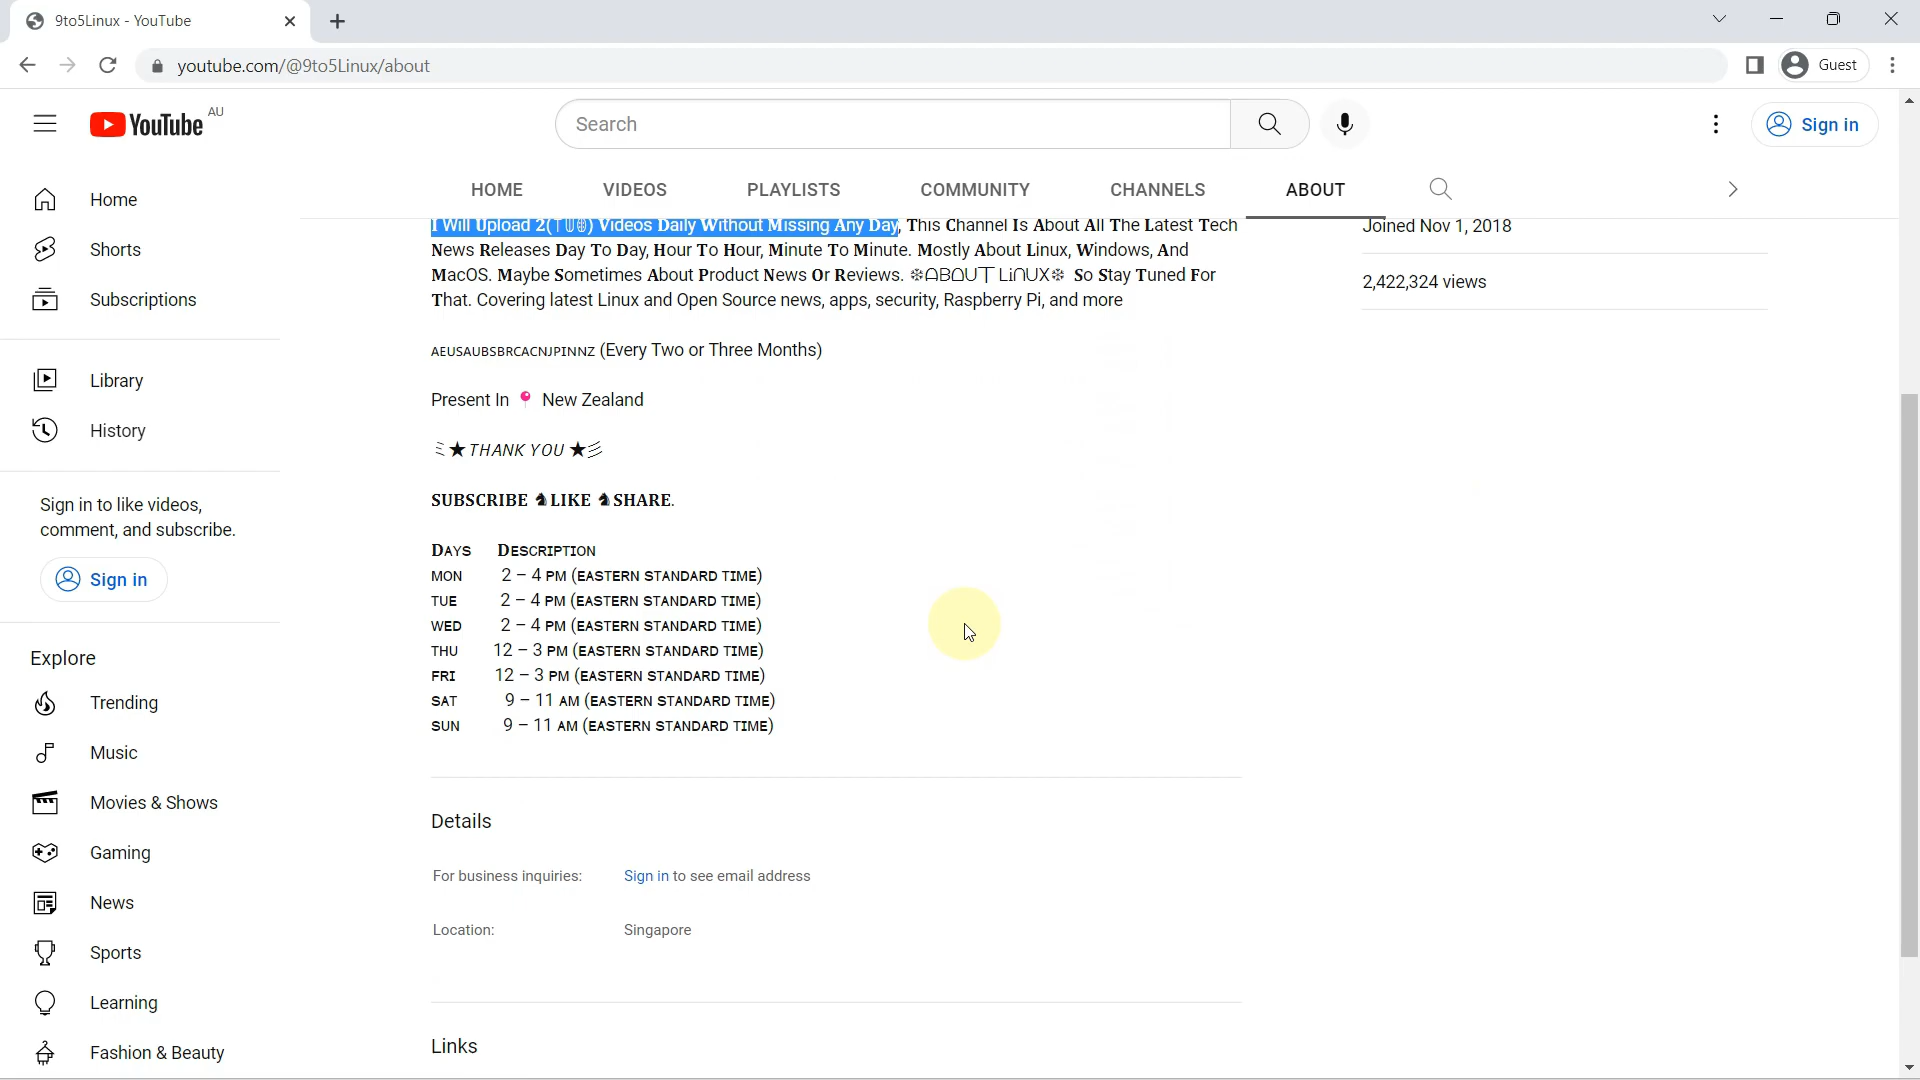 9to5Linux - YouTube
youtube.com/@9to5Linux/about
Guest
YouTube AU
Search
Sign in
HOME VIDEOS PLAYLISTS COMMUNITY CHANNELS ABOUT
Home
Shorts
Subscriptions
Library
History
Sign in to like videos,
comment, and subscribe.
Sign in
Explore
Trending
Music
Movies & Shows
Gaming
News
Sports
Learning
Fashion & Beauty
I Will Upload 2(TUB) Videos Daily Without Missing Any Day, This Channel Is About All The Latest Tech
News Releases Day To Day, Hour To Hour, Minute To Minute. Mostly About Linux, Windows, And
MacOS. Maybe Sometimes About Product News Or Reviews. ❊ABOUT LiNUX❊ So Stay Tuned For
That. Covering latest Linux and Open Source news, apps, security, Raspberry Pi, and more
AEUSAUBSBRCACNJPINNZ (Every Two or Three Months)
Present In 📍 New Zealand
ミ★ THANK YOU ★彡
SUBSCRIBE ♞LIKE ♞SHARE.
DAYS DESCRIPTION
MON 2 – 4 PM (EASTERN STANDARD TIME)
TUE 2 – 4 PM (EASTERN STANDARD TIME)
WED 2 – 4 PM (EASTERN STANDARD TIME)
THU 12 – 3 PM (EASTERN STANDARD TIME)
FRI 12 – 3 PM (EASTERN STANDARD TIME)
SAT 9 – 11 AM (EASTERN STANDARD TIME)
SUN 9 – 11 AM (EASTERN STANDARD TIME)
Details
For business inquiries: Sign in to see email address
Location: Singapore
Links
Joined Nov 1, 2018
2,422,324 views